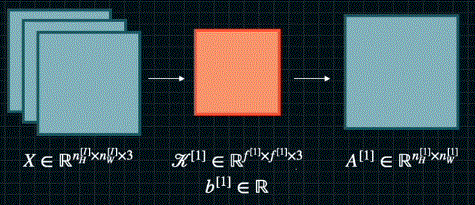 X ∈ ℝ^{n_H^{[l]}×n_W^{[l]}×3}
𝒦^{[1]} ∈ ℝ^{f^{[1]}×f^{[1]}×3}
A^{[1]} ∈ ℝ^{n_H^{[1]}×n_W^{[1]}}
b^{[1]} ∈ ℝ